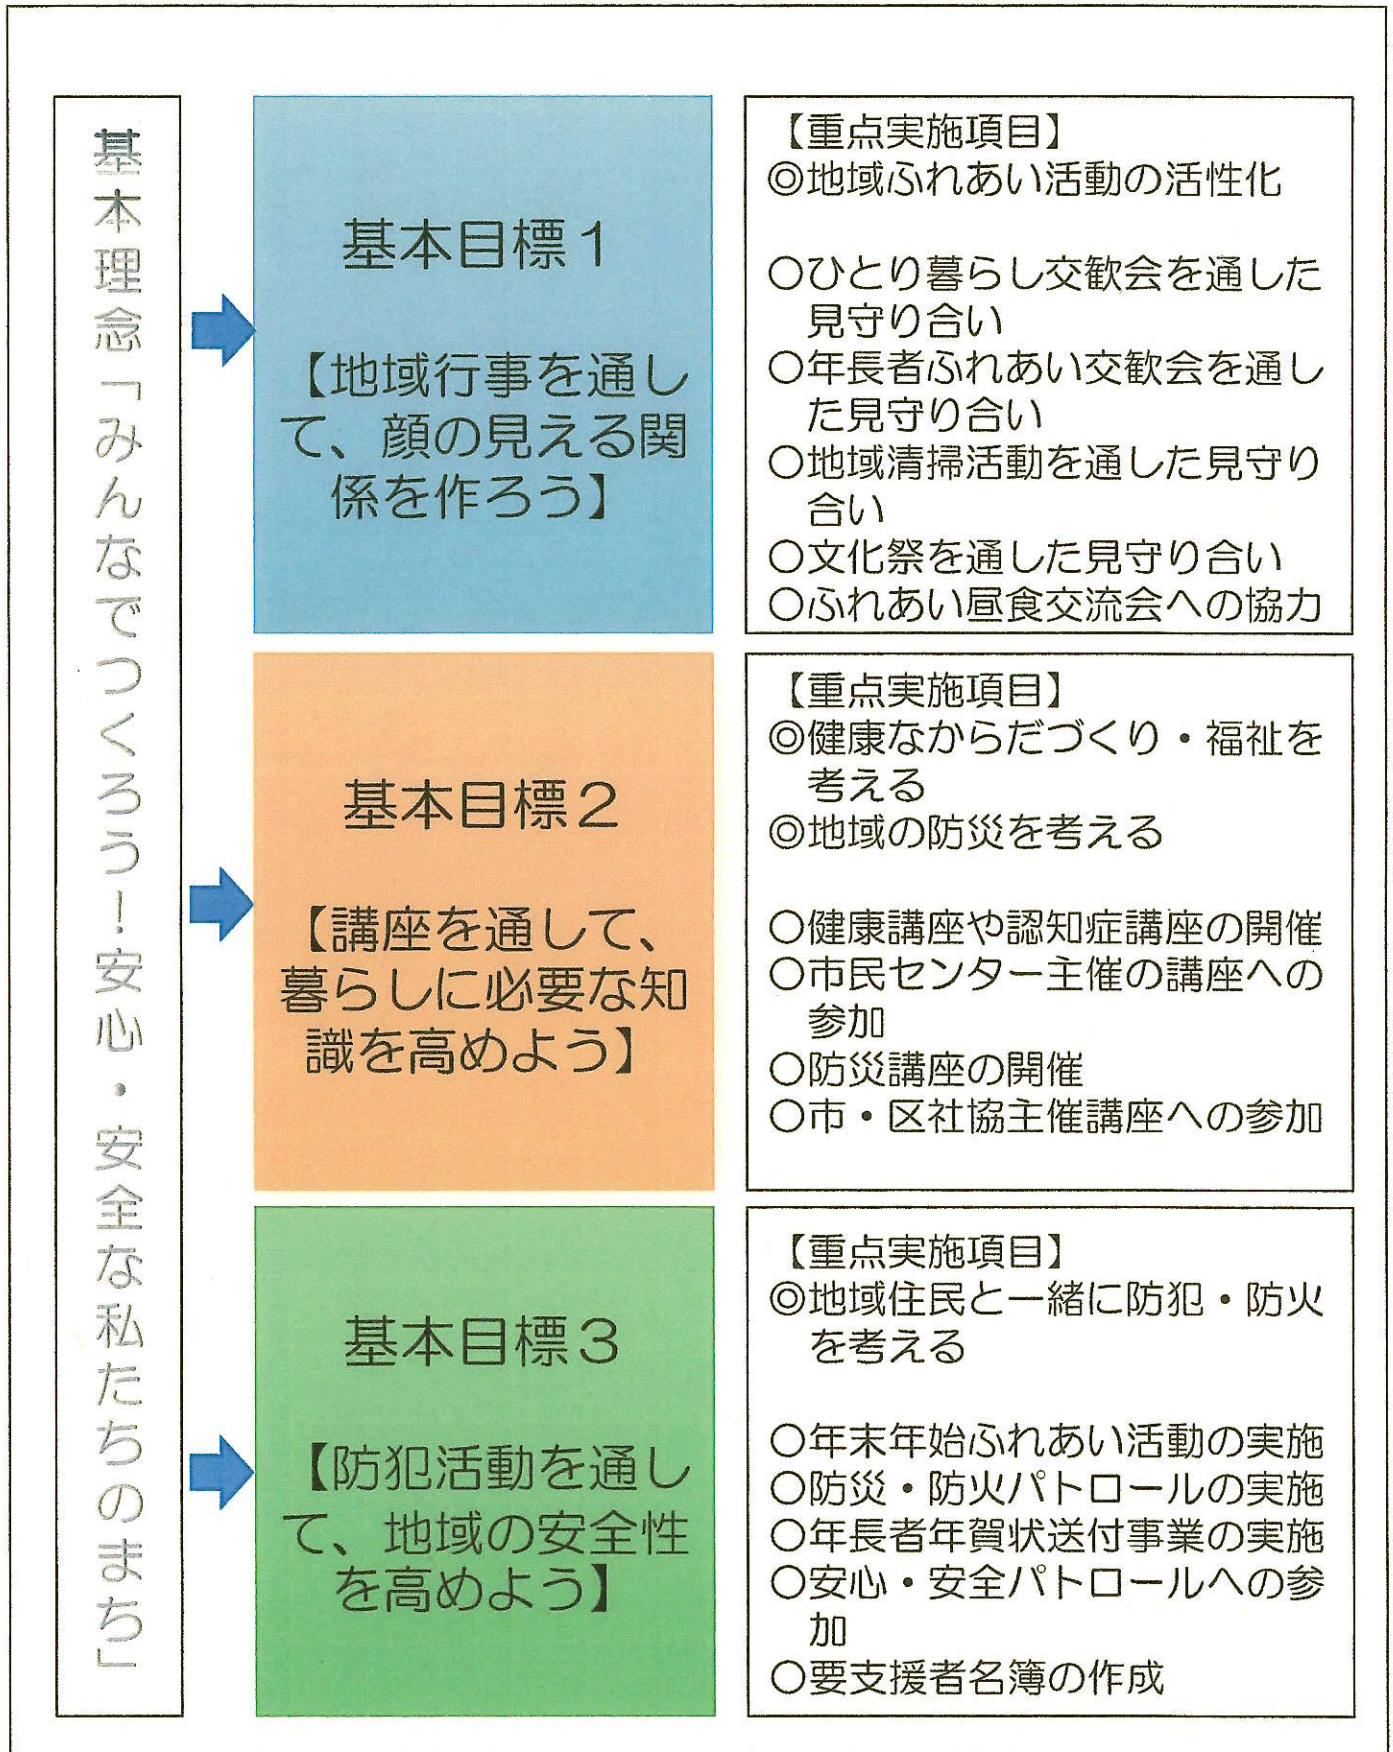 基本理念「みんなでつくろう！安心・安全な私たちのまち」
基本目標１
【地域行事を通し
て、顔の見える関
係を作ろう】
【重点実施項目】
◎地域ふれあい活動の活性化
〇ひとり暮らし交歓会を通した
見守り合い
〇年長者ふれあい交歓会を通し
た見守り合い
〇地域清掃活動を通した見守り
合い
〇文化祭を通した見守り合い
〇ふれあい昼食交流会への協力
基本目標２
【講座を通して、
暮らしに必要な知
識を高めよう】
【重点実施項目】
◎健康なからだづくり・福祉を
考える
◎地域の防災を考える
〇健康講座や認知症講座の開催
〇市民センター主催の講座への
参加
〇防災講座の開催
〇市・区社協主催講座への参加
基本目標３
【防犯活動を通し
て、地域の安全性
を高めよう】
【重点実施項目】
◎地域住民と一緒に防犯・防火
を考える
〇年末年始ふれあい活動の実施
〇防災・防火パトロールの実施
〇年長者年賀状送付事業の実施
〇安心・安全パトロールへの参
加
〇要支援者名簿の作成